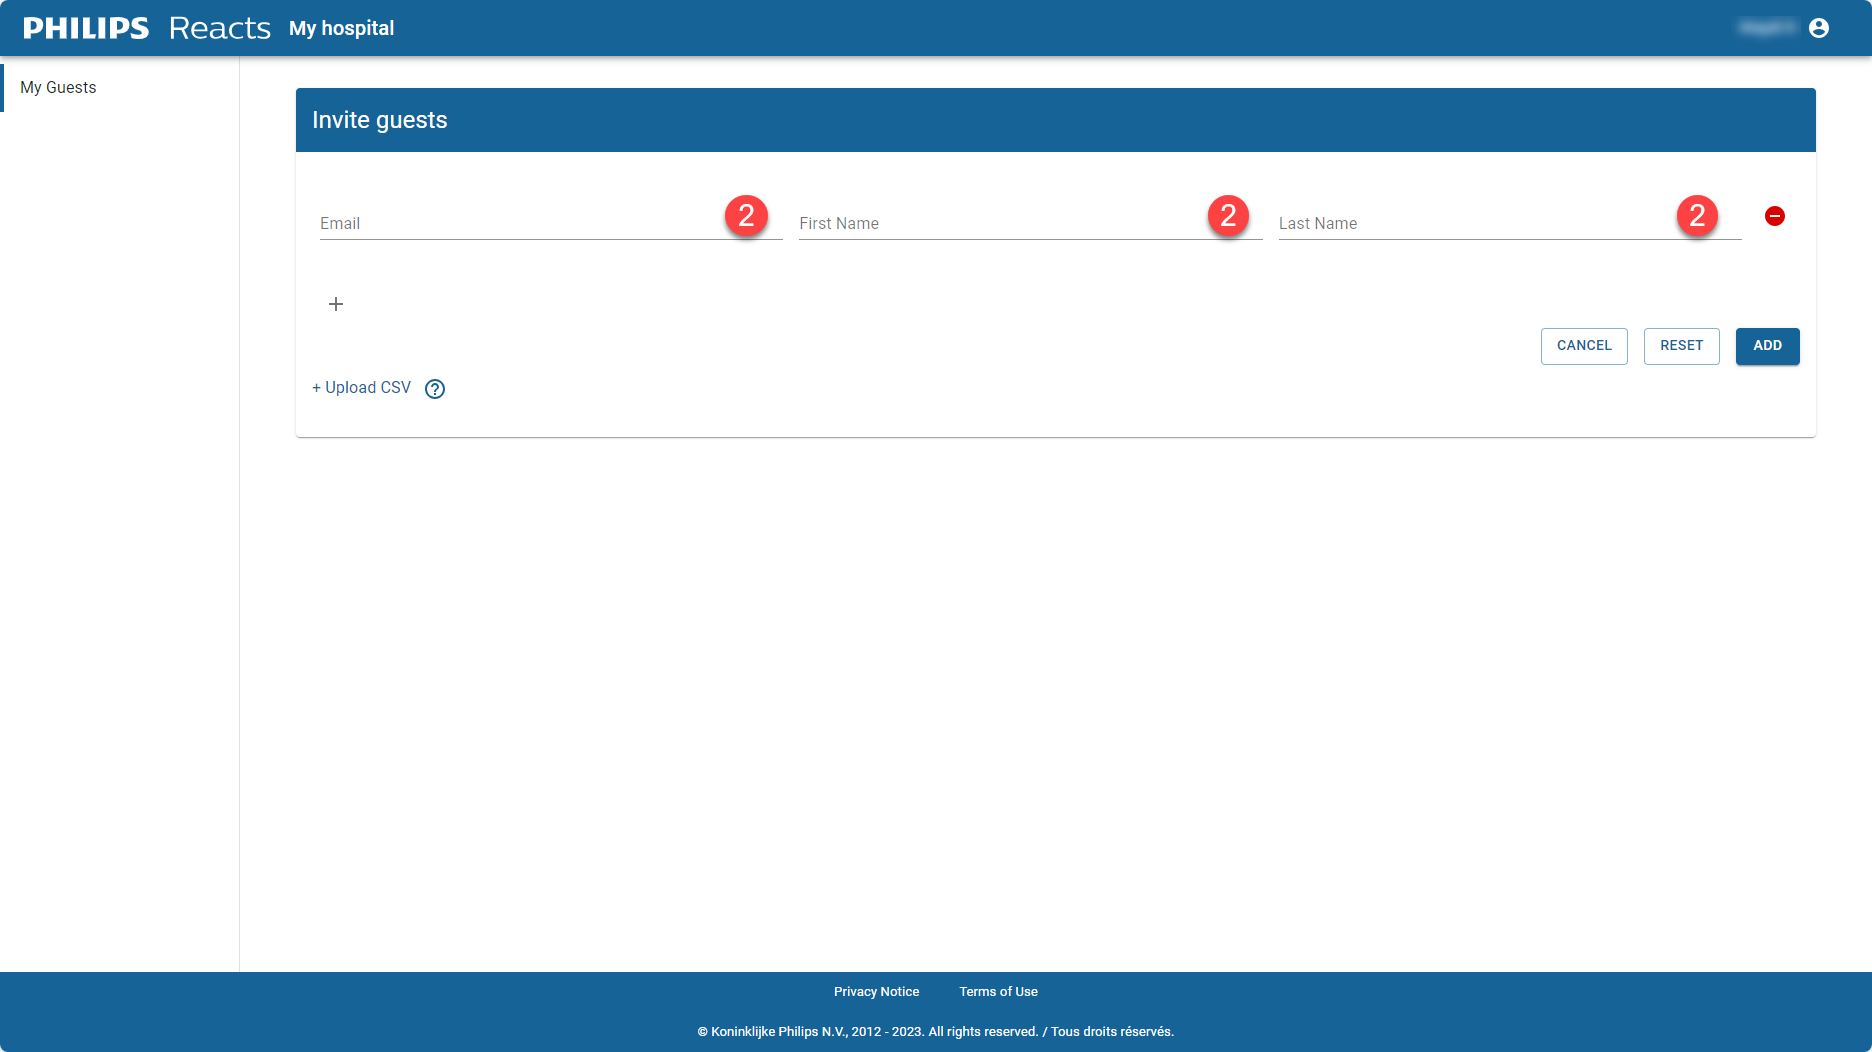 PHILIPS Reacts My hospital
My Guests
Invite guests
Email 2 First Name 2 Last Name 2
CANCEL RESET ADD
+ Upload CSV ?
Privacy Notice Terms of Use
© Koninklijke Philips N.V., 2012 - 2023. All rights reserved. / Tous droits réservés.